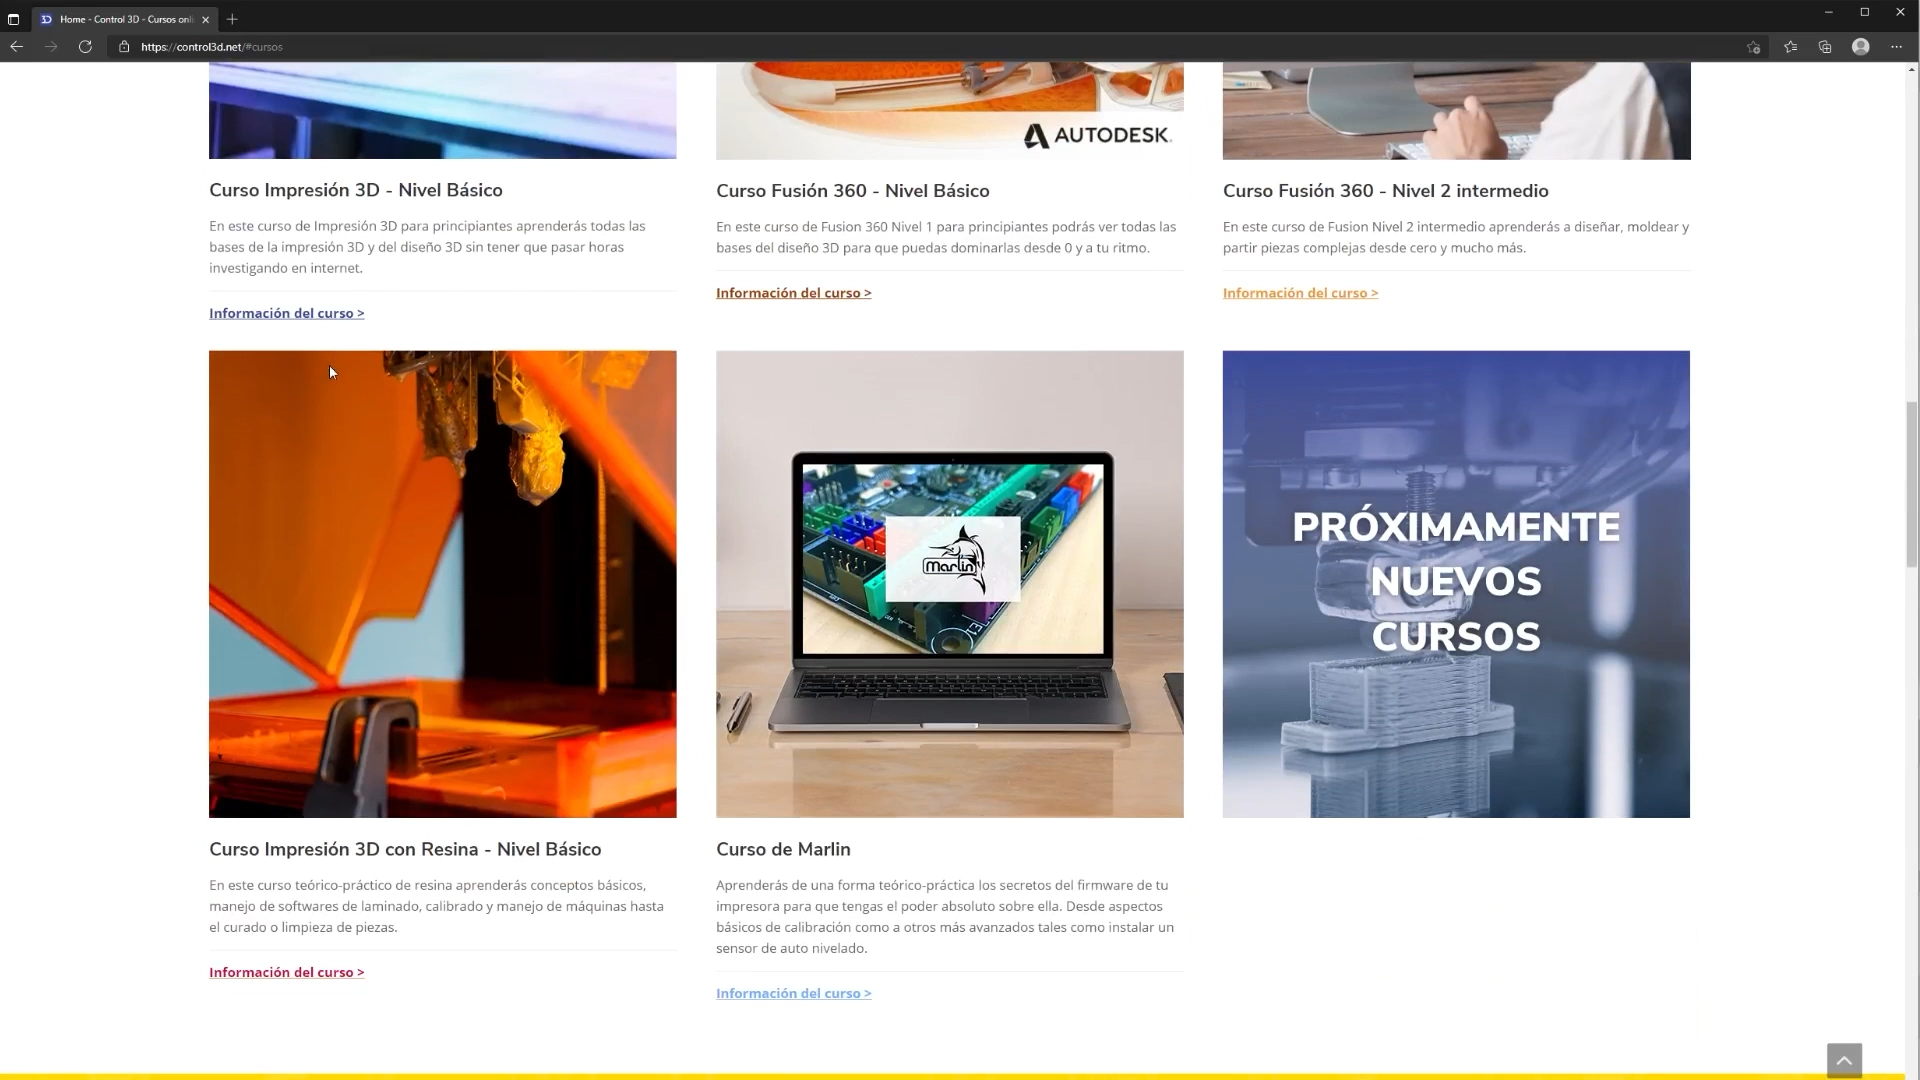 Home - Control 3D - Cursos onl
https://control3d.net/#cursos
AUTODESK.
Curso Impresión 3D - Nivel Básico
En este curso de Impresión 3D para principiantes aprenderás todas las
bases de la impresión 3D y del diseño 3D sin tener que pasar horas
investigando en internet.
Información del curso >
Curso Fusión 360 - Nivel Básico
En este curso de Fusion 360 Nivel 1 para principiantes podrás ver todas las
bases del diseño 3D para que puedas dominarlas desde 0 y a tu ritmo.
Información del curso >
Curso Fusión 360 - Nivel 2 intermedio
En este curso de Fusion Nivel 2 intermedio aprenderás a diseñar, moldear y
partir piezas complejas desde cero y mucho más.
Información del curso >
Marlin
PRÓXIMAMENTE
NUEVOS
CURSOS
Curso Impresión 3D con Resina - Nivel Básico
En este curso teórico-práctico de resina aprenderás conceptos básicos,
manejo de softwares de laminado, calibrado y manejo de máquinas hasta
el curado o limpieza de piezas.
Información del curso >
Curso de Marlin
Aprenderás de una forma teórico-práctica los secretos del firmware de tu
impresora para que tengas el poder absoluto sobre ella. Desde aspectos
básicos de calibración como a otros más avanzados tales como instalar un
sensor de auto nivelado.
Información del curso >